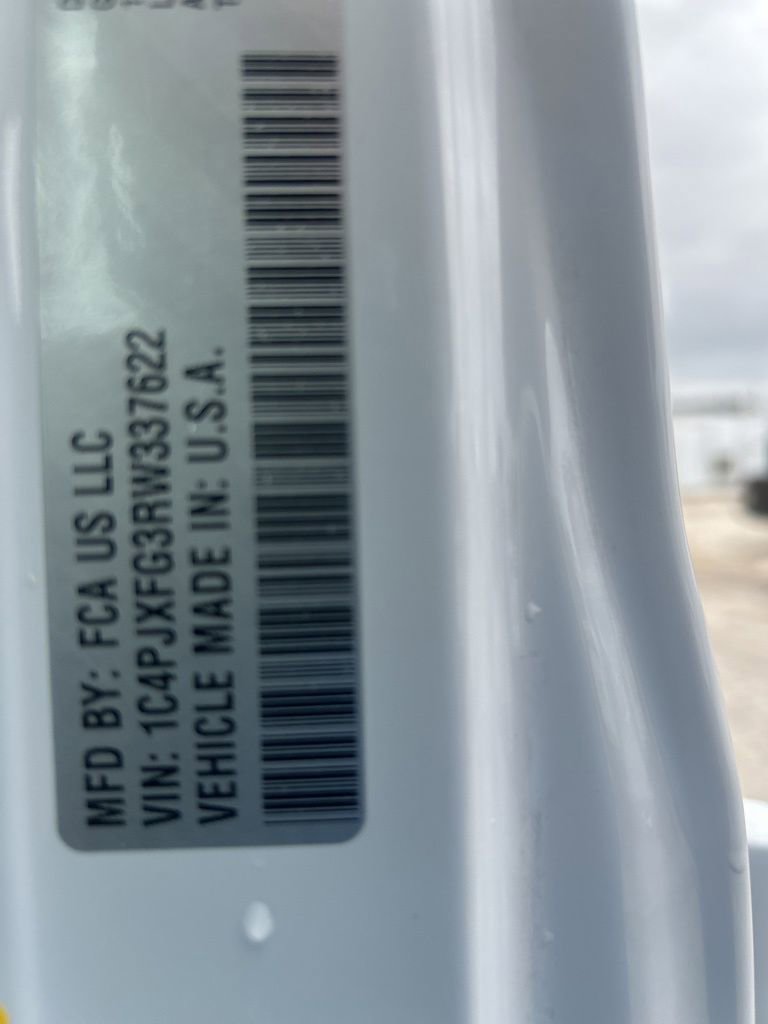 MFD BY: FCA US LLC
VIN: 1C4PJXFG3RW337622
VEHICLE MADE IN: U.S.A.